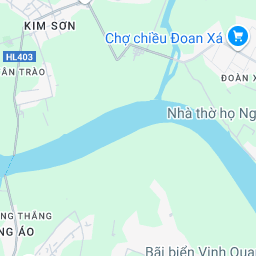 KIM SƠN
Chợ chiều Đoan Xá
HL403
ÂN TRÀO
ĐOÀN X
Nhà thờ họ Ng
NG THẮNG
NG ÁO
Bãi biển Vinh Qua